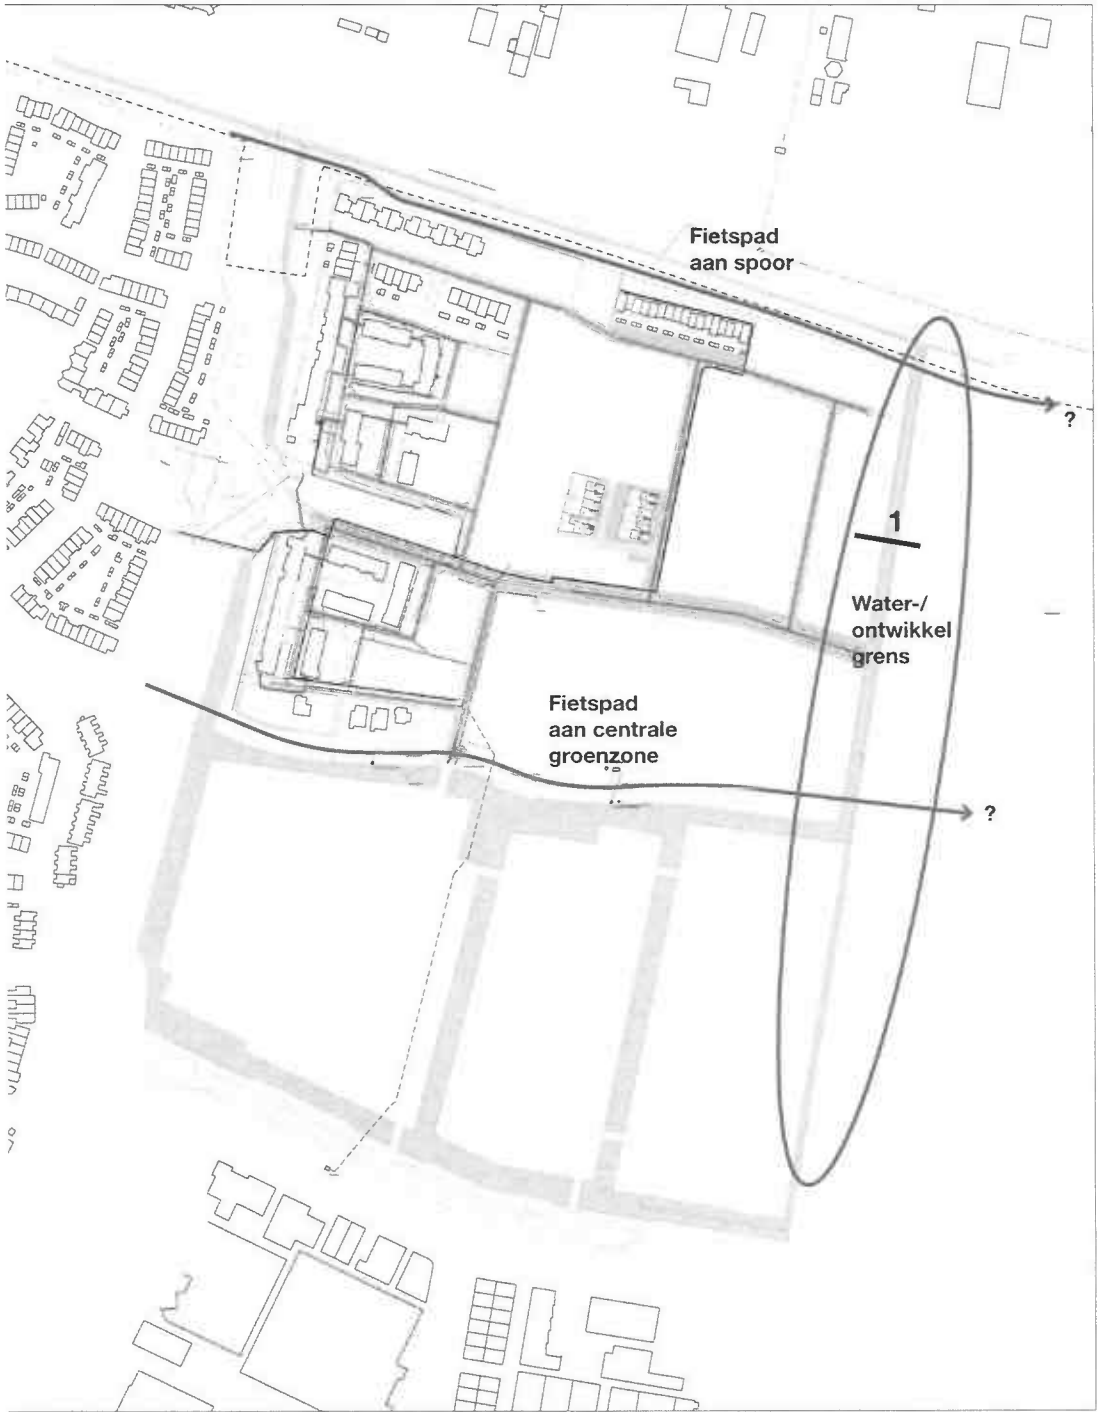 Fietspad
aan spoor
?
1
Water-/
ontwikkel
grens
Fietspad
aan centrale
groenzone
?